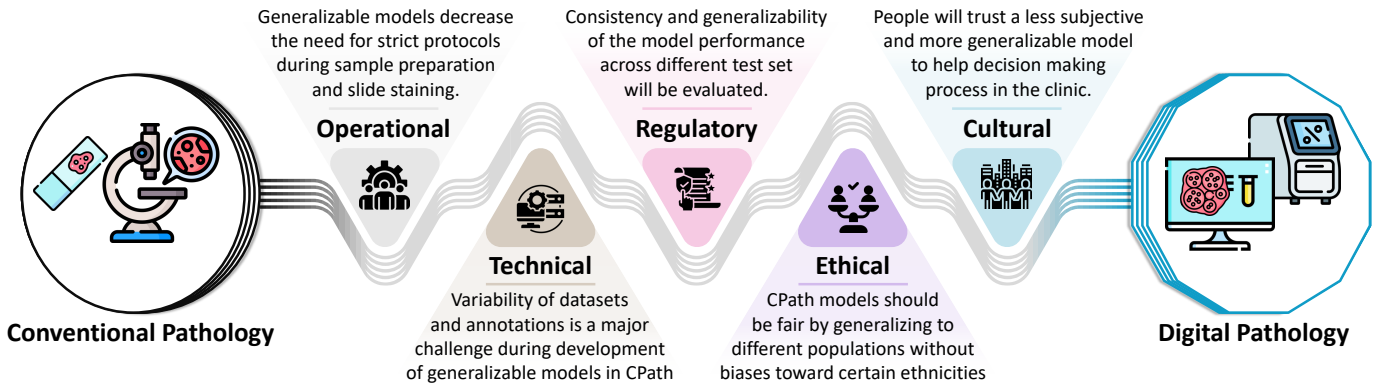 Generalizable models decrease
the need for strict protocols
during sample preparation
and slide staining.
Operational
Consistency and generalizability
of the model performance
across different test set
will be evaluated.
Regulatory
People will trust a less subjective
and more generalizable model
to help decision making
process in the clinic.
Cultural
Conventional Pathology
Technical
Variability of datasets
and annotations is a major
challenge during development
of generalizable models in CPath
Ethical
CPath models should
be fair by generalizing to
different populations without
biases toward certain ethnicities
Digital Pathology